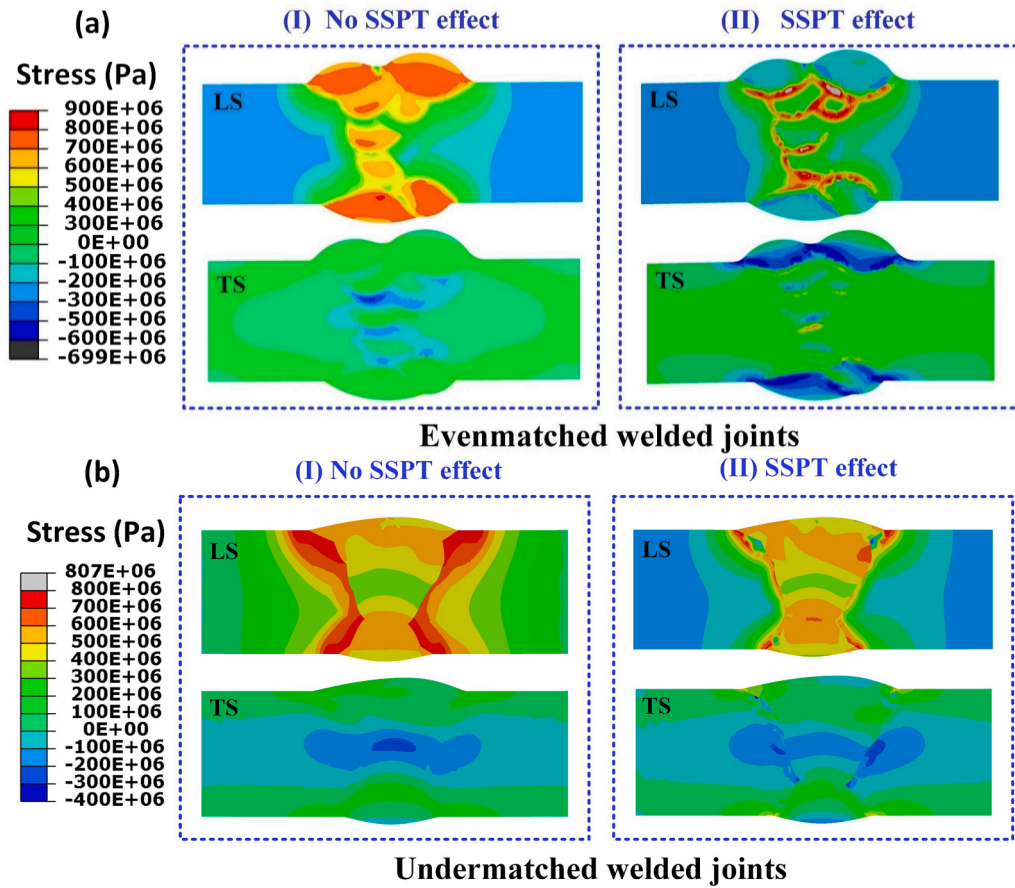 (a)
(I) No SSPT effect
(II) SSPT effect
Stress (Pa)
900E+06
800E+06
700E+06
600E+06
500E+06
400E+06
300E+06
0E+00
-100E+06
-200E+06
-300E+06
-500E+06
-600E+06
-699E+06
LS
TS
LS
TS
Evenmatched welded joints
(b)
(I) No SSPT effect
(II) SSPT effect
Stress (Pa)
807E+06
800E+06
700E+06
600E+06
500E+06
400E+06
300E+06
200E+06
100E+06
0E+00
-100E+06
-200E+06
-300E+06
-400E+06
LS
TS
LS
TS
Undermatched welded joints